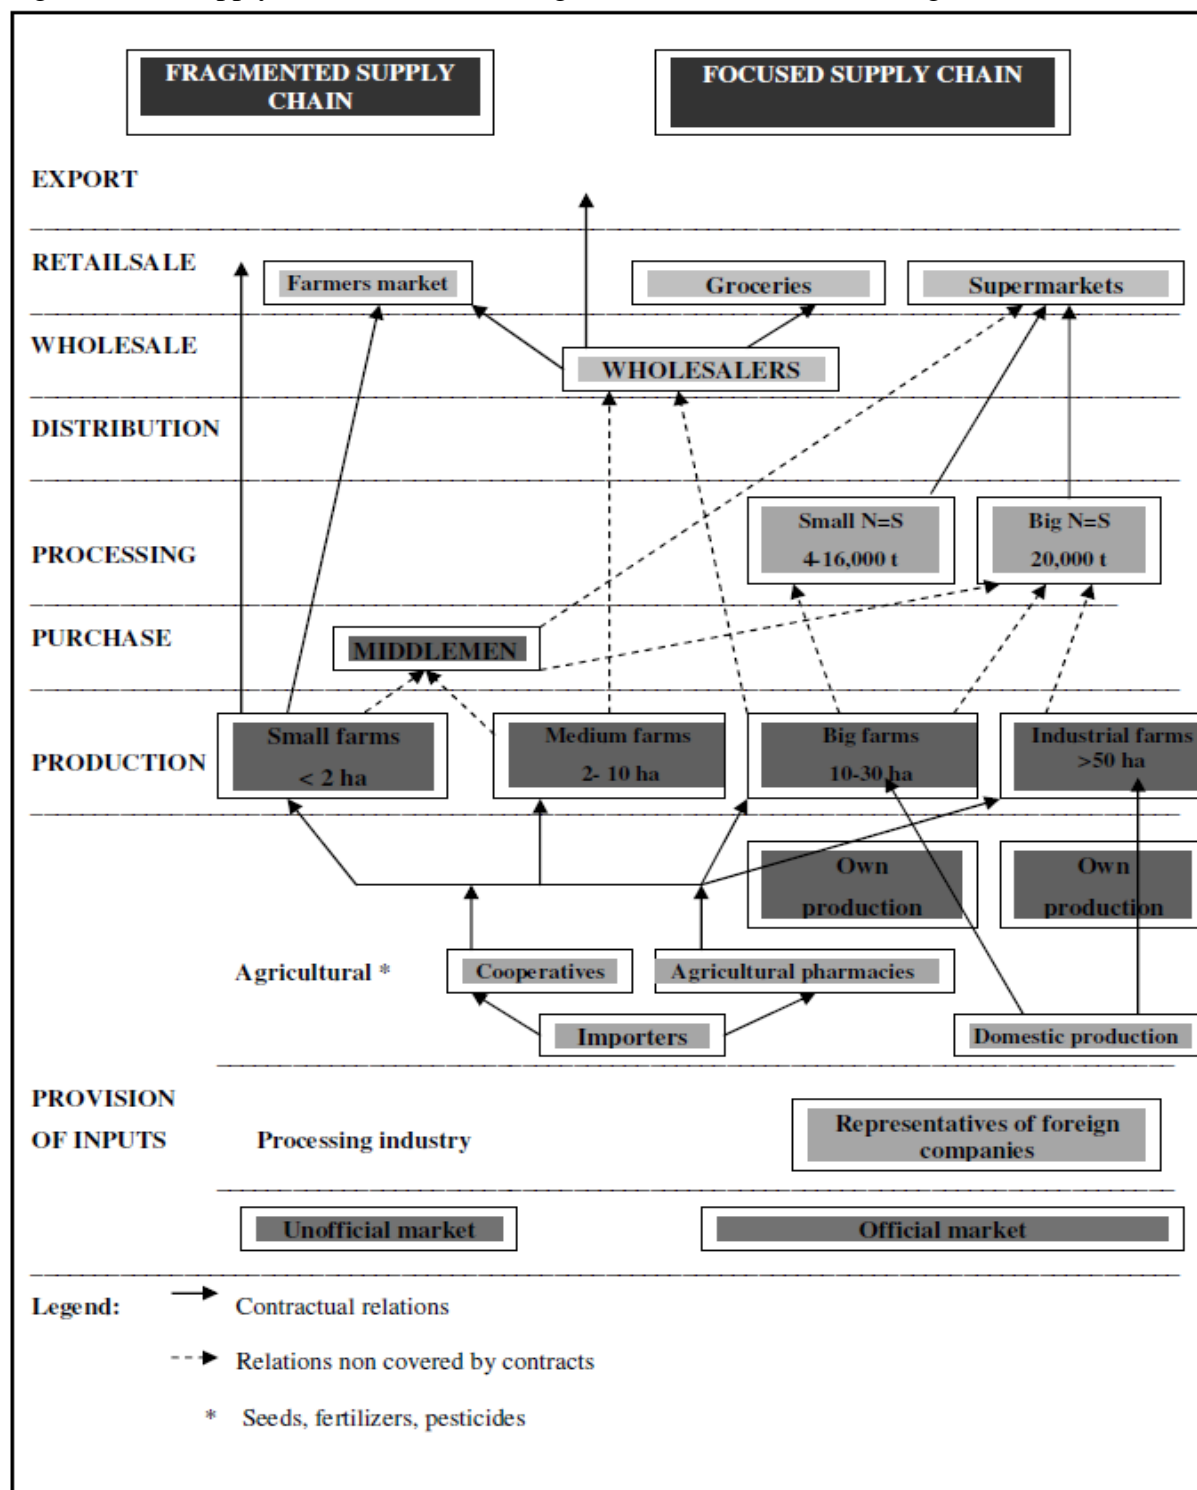 FRAGMENTED SUPPLY
CHAIN
FOCUSED SUPPLY CHAIN
EXPORT
RETAILSALE
Farmers market
Groceries
Supermarkets
WHOLESALE
WHOLESALERS
DISTRIBUTION
Small N=S
4-16,000 t
Big N=S
20,000 t
PROCESSING
PURCHASE
MIDDLEMEN
PRODUCTION
Small farms
< 2 ha
Medium farms
2- 10 ha
Big farms
10-30 ha
Industrial farms
>50 ha
Own
production
Own
production
Agricultural *
Cooperatives
Agricultural pharmacies
Importers
Domestic production
PROVISION
OF INPUTS
Processing industry
Representatives of foreign
companies
Unofficial market
Official market
Legend:
Contractual relations
Relations non covered by contracts
* Seeds, fertilizers, pesticides